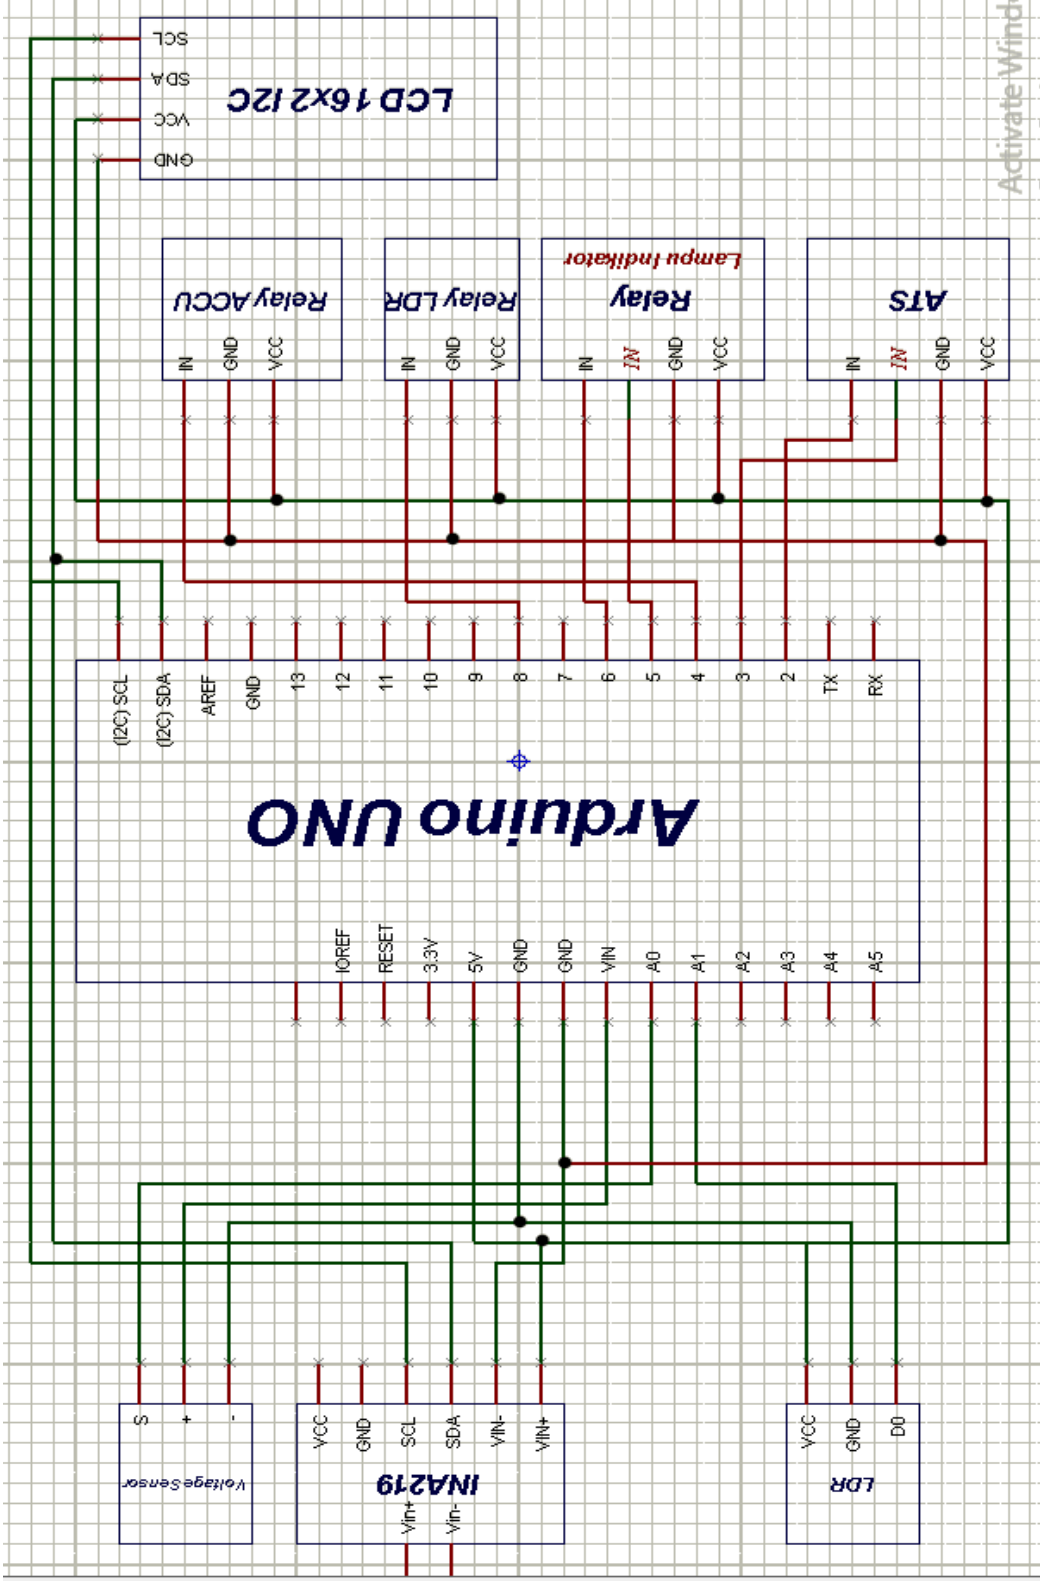 SCL
SDA
VCC
GND
LCD 16x2 I2C
Activate Wind
Relay ACCU
IN
GND
VCC
Relay LDR
IN
GND
VCC
Lampu Indikator
Relay
IN
IN
GND
VCC
ATS
IN
IN
GND
VCC
(I2C) SCL
(I2C) SDA
AREF
GND
13
12
11
10
9
8
7
6
5
4
3
2
TX
RX
Arduino UNO
IOREF
RESET
3.3V
5V
GND
GND
VIN
A0
A1
A2
A3
A4
A5
S
+
-
Voltage Sensor
VCC
GND
SCL
SDA
VIN-
VIN+
INA219
Vin+
Vin-
VCC
GND
D0
LDR